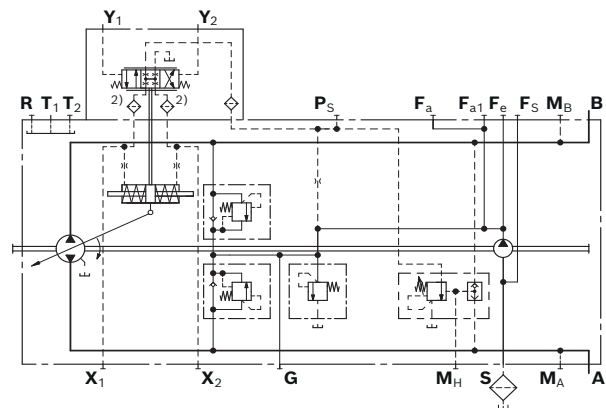 Y1 Y2
2) 2)
R T1 T2 PS Fa Fa1 Fe FS MB B
X1 X2 G MH S MA A